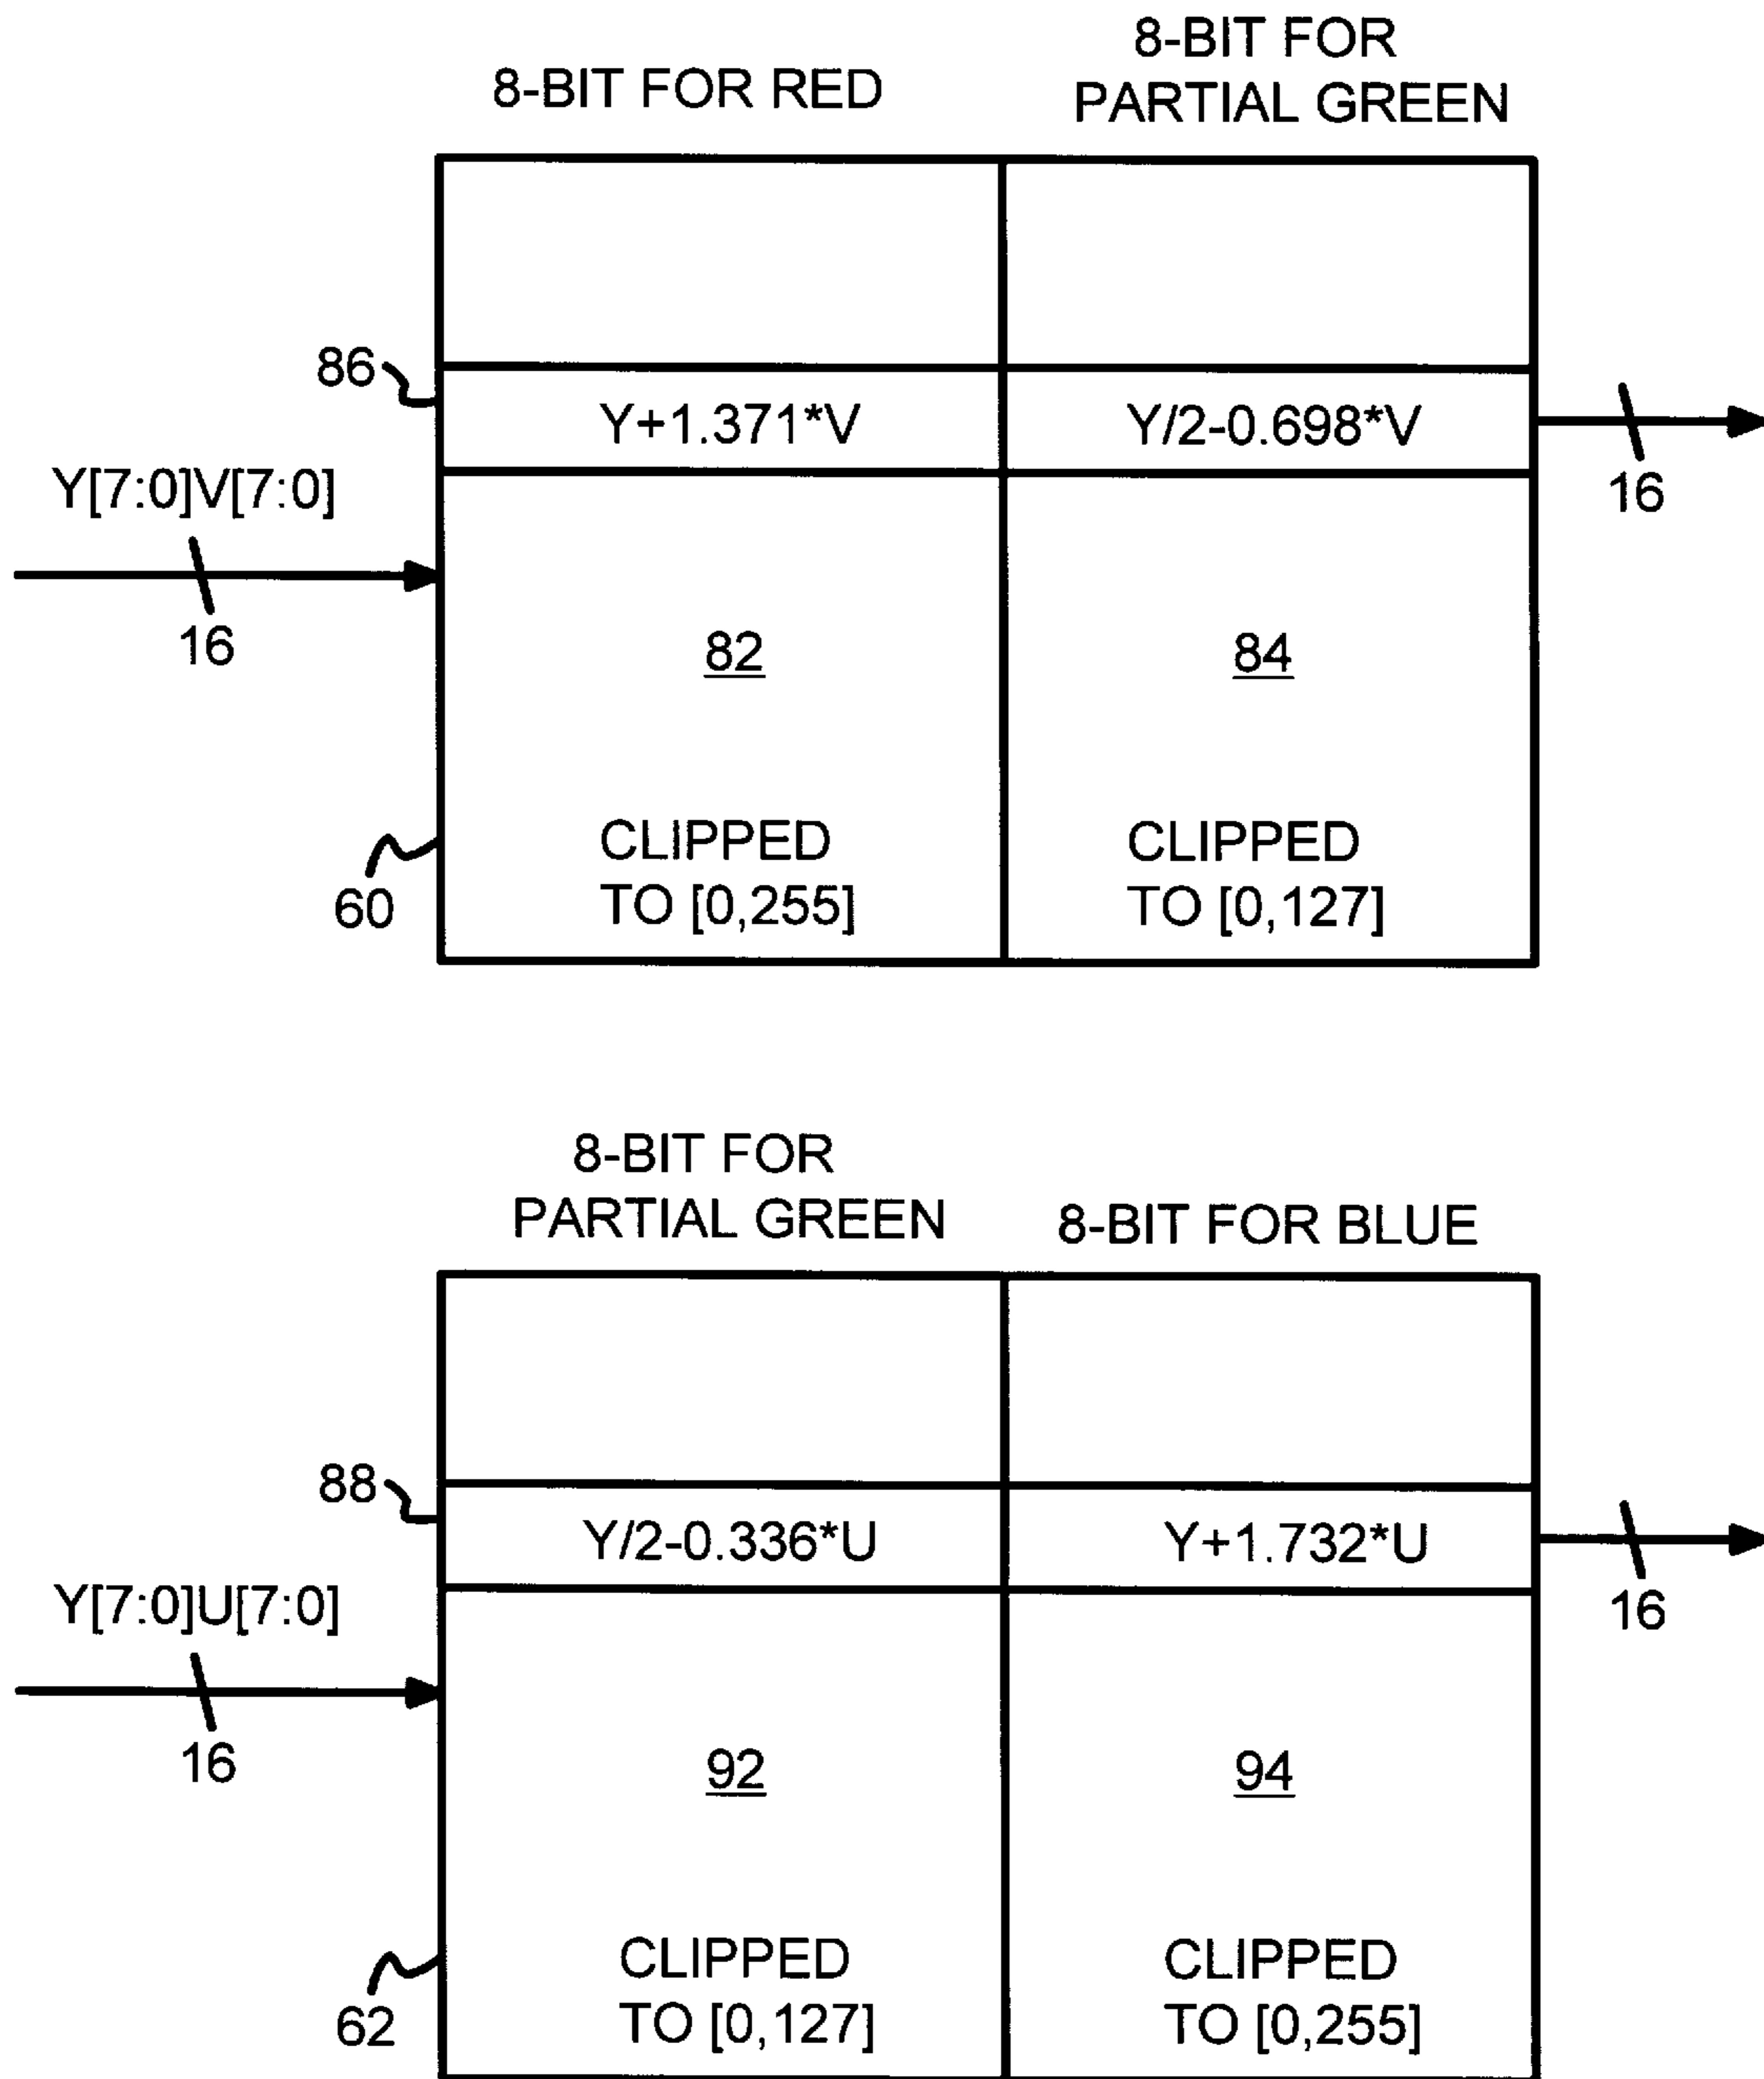 8-BIT FOR RED
8-BIT FOR
PARTIAL GREEN
86
Y+1.371*V
Y/2-0.698*V
16
Y[7:0]V[7:0]
16
82
84
60
CLIPPED
TO [0,255]
CLIPPED
TO [0,127]
8-BIT FOR
PARTIAL GREEN
8-BIT FOR BLUE
88
Y/2-0.336*U
Y+1.732*U
16
Y[7:0]U[7:0]
16
92
94
62
CLIPPED
TO [0,127]
CLIPPED
TO [0,255]